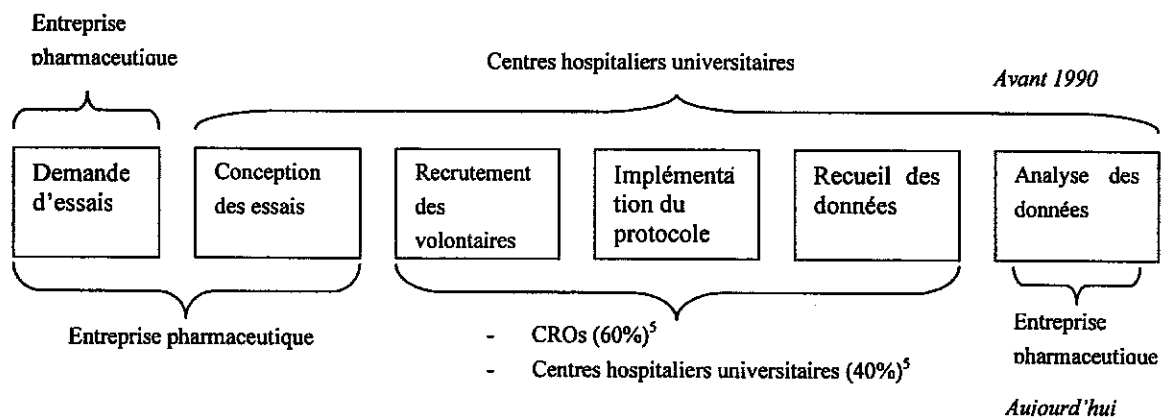 Entreprise
pharmaceutique
Centres hospitaliers universitaires
Avant 1990
Demande
d'essais
Conception
des essais
Recrutement
des
volontaires
Implémenta
tion du
protocole
Recueil des
données
Analyse des
données
Entreprise pharmaceutique
- CROs (60%)⁵
- Centres hospitaliers universitaires (40%)⁵
Entreprise
pharmaceutique
Aujourd'hui